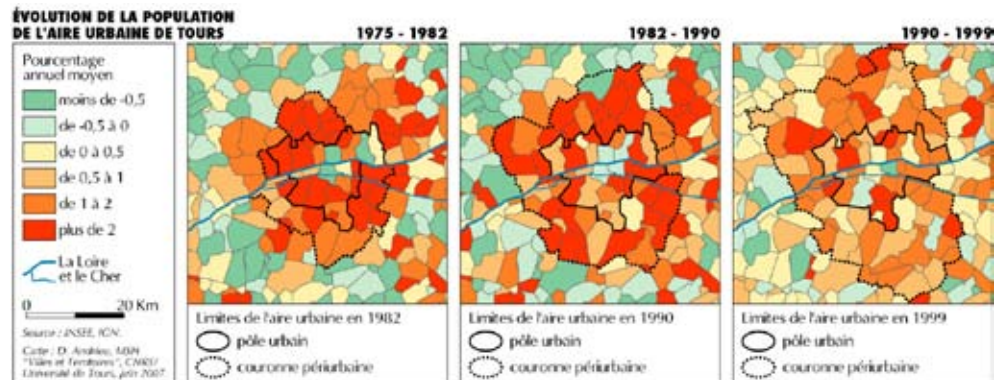 ÉVOLUTION DE LA POPULATION
DE L'AIRE URBAINE DE TOURS
1975 - 1982
1982 - 1990
1990 - 1999
Pourcentage
annuel moyen
moins de -0,5
de -0,5 à 0
de 0 à 0,5
de 0,5 à 1
de 1 à 2
plus de 2
La Loire
et le Cher
0 20 Km
Source : INSEE, IGN.
Carte : D. Andrieu, MSH
"Villes et Territoires", CNRS/
Université de Tours, juin 2007
Limites de l'aire urbaine en 1982
pôle urbain
couronne périurbaine
Limites de l'aire urbaine en 1990
pôle urbain
couronne périurbaine
Limites de l'aire urbaine en 1999
pôle urbain
couronne périurbaine